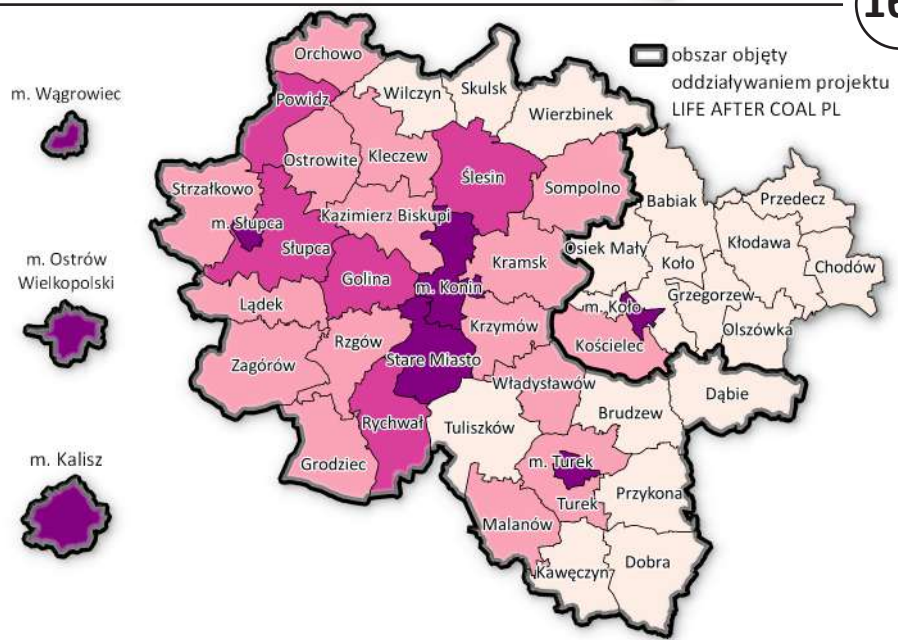 16
obszar objęty
oddziaływaniem projektu
LIFE AFTER COAL PL
m. Wągrowiec
m. Ostrów
Wielkopolski
m. Kalisz
Orchowo
Powidz
Wilczyn
Skulsk
Wierzbinek
Ostrowite
Kleczew
Ślesin
Sompolno
Strzałkowo
m. Słupca
Słupca
Kazimierz Biskupi
Babiak
Przedecz
Osiek Mały
Koło
Kłodawa
Chodów
Golina
m. Konin
Kramsk
Lądek
Grzegorzew
m. Koło
Olszówka
Krzymów
Kościelec
Rzgów
Zagórów
Stare Miasto
Władysławów
Dąbie
Brudzew
Rychwał
Tuliszków
Grodziec
m. Turek
Turek
Przykona
Malanów
Kawęczyn
Dobra